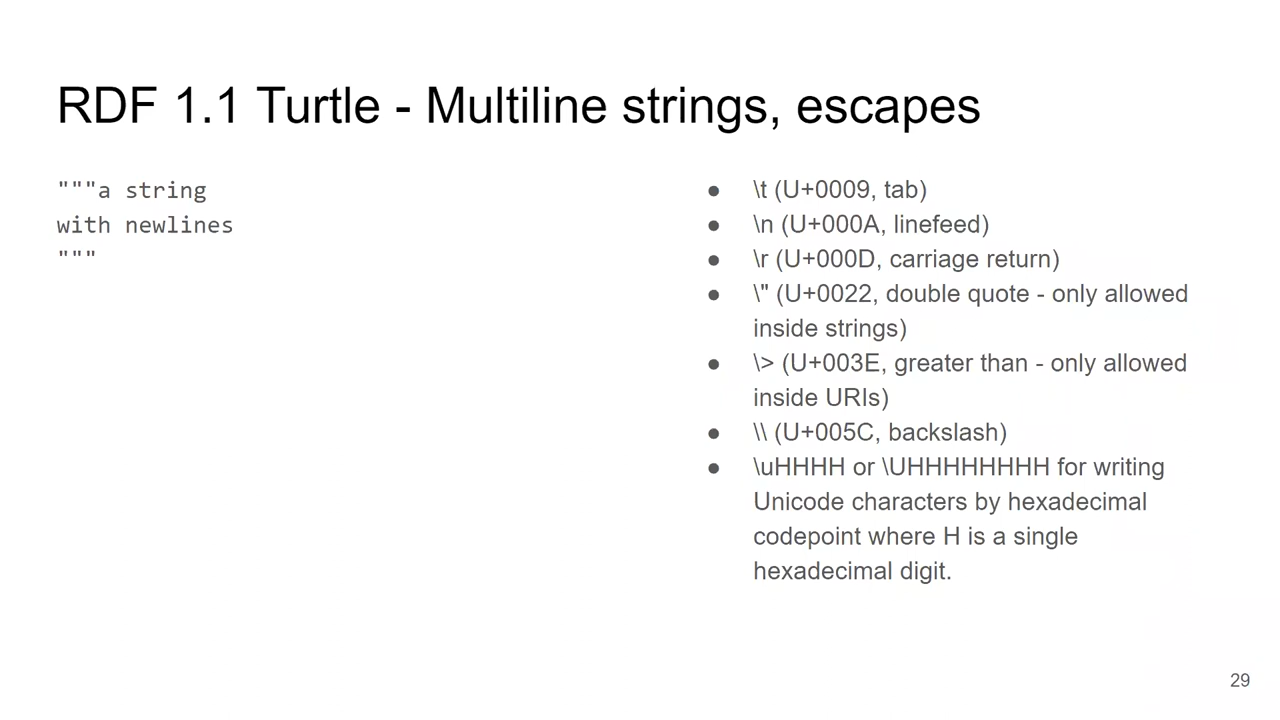 RDF 1.1 Turtle - Multiline strings, escapes
"""a string
with newlines
"""
● \t (U+0009, tab)
● \n (U+000A, linefeed)
● \r (U+000D, carriage return)
● \" (U+0022, double quote - only allowed
inside strings)
● \> (U+003E, greater than - only allowed
inside URIs)
● \\ (U+005C, backslash)
● \uHHHH or \UHHHHHHHH for writing
Unicode characters by hexadecimal
codepoint where H is a single
hexadecimal digit.
29